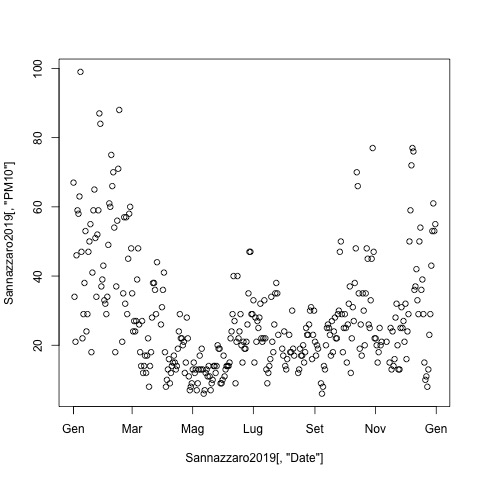 100
80
60
40
20
Sannazzaro2019[, "PM10"]
Gen Mar Mag Lug Set Nov Gen
Sannazzaro2019[, "Date"]